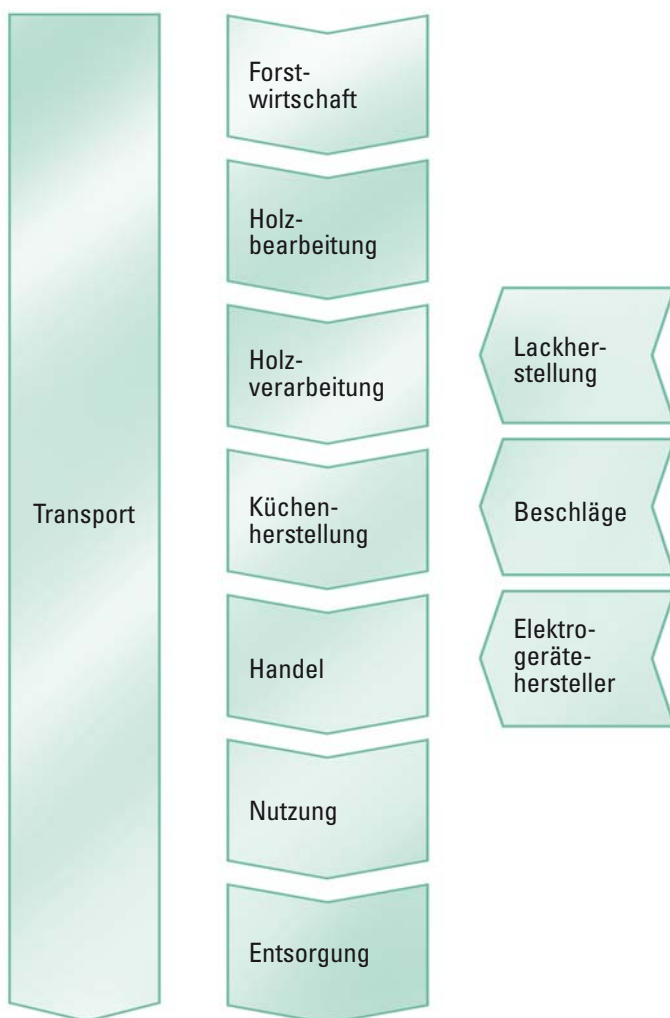 Transport
Forst-
wirtschaft
Holz-
bearbeitung
Holz-
verarbeitung
Küchen-
herstellung
Handel
Nutzung
Entsorgung
Lackher-
stellung
Beschläge
Elektro-
geräte-
hersteller